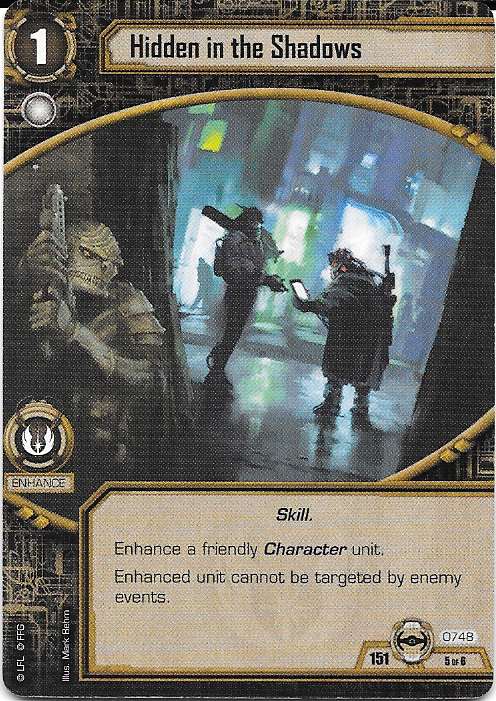 1
Hidden in the Shadows
ENHANCE
Skill.
Enhance a friendly Character unit.
Enhanced unit cannot be targeted by enemy
events.
© LFL © FFG
Illus. Mark Behm
151
0748
5 OF 6